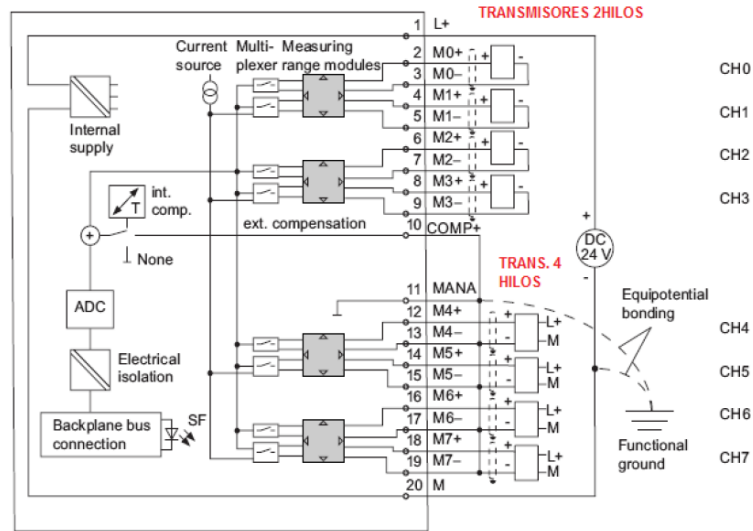 TRANSMISORES 2HILOS
1 L+
Current source
Multi-plexer
Measuring range modules
2 M0+
3 M0–
4 M1+
5 M1–
6 M2+
7 M2–
8 M3+
9 M3–
10 COMP+
+ -
+ -
+ -
+ -
CH0
CH1
CH2
CH3
Internal supply
int. comp.
T
ext. compensation
None
+
DC 24 V
-
TRANS. 4 HILOS
11 MANA
12 M4+
13 M4–
14 M5+
15 M5–
16 M6+
17 M6–
18 M7+
19 M7–
20 M
+ - L+ M
+ - L+ M
+ - L+ M
+ - L+ M
CH4
CH5
CH6
CH7
Equipotential bonding
Functional ground
ADC
Electrical isolation
Backplane bus connection
SF